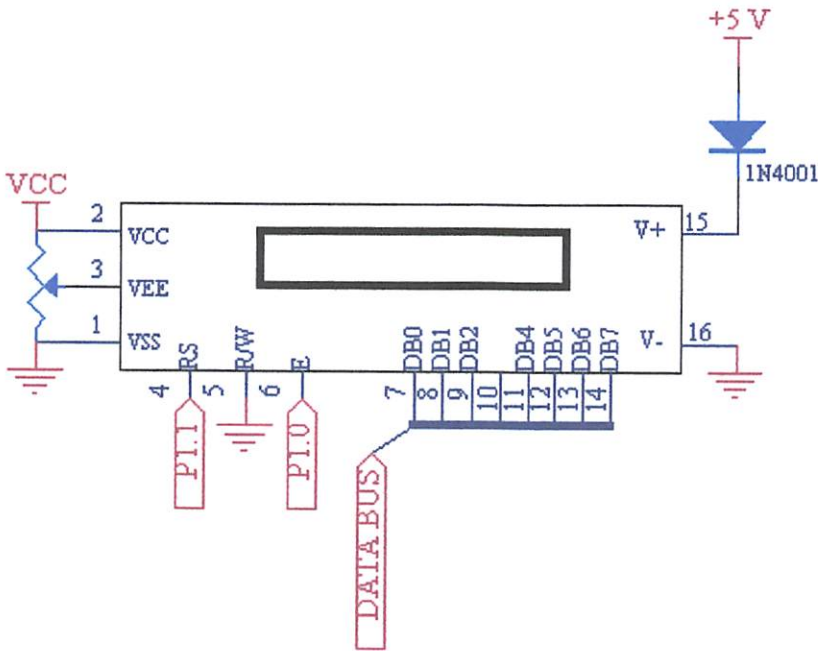 +5 V
1N4001
VCC
2 VCC
V+ 15
3 VEE
1 VSS
V- 16
RS R/W E DB0 DB1 DB2 DB4 DB5 DB6 DB7
4 5 6 7 8 9 10 11 12 13 14
P1.1 P1.0
DATA BUS